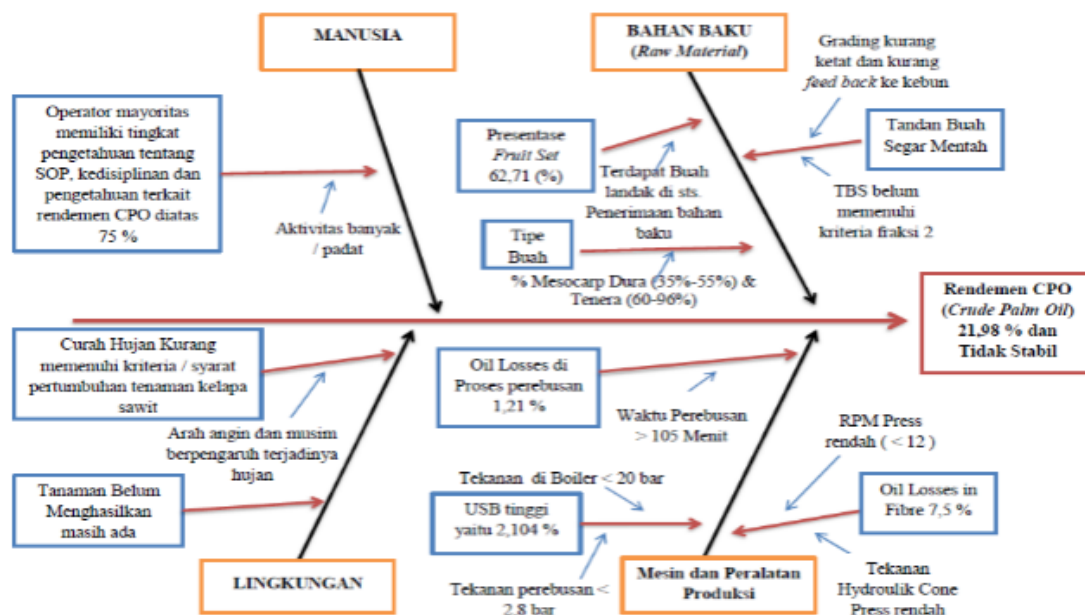 MANUSIA
BAHAN BAKU
(Raw Material)
Grading kurang
ketat dan kurang
feed back ke kebun
Operator mayoritas
memiliki tingkat
pengetahuan tentang
SOP, kedisiplinan dan
pengetahuan terkait
rendemen CPO diatas
75 %
Aktivitas banyak
/ padat
Presentase
Fruit Set
62,71 (%)
Terdapat Buah
landak di sts.
Penerimaan bahan
baku
Tandan Buah
Segar Mentah
TBS belum
memenuhi
kriteria fraksi 2
Tipe
Buah
% Mesocarp Dura (35%-55%) &
Tenera (60-96%)
Rendemen CPO
(Crude Palm Oil)
21,98 % dan
Tidak Stabil
Curah Hujan Kurang
memenuhi kriteria / syarat
pertumbuhan tenaman kelapa
sawit
Arah angin dan musim
berpengaruh terjadinya
hujan
Tanaman Belum
Menghasilkan
masih ada
LINGKUNGAN
Oil Losses di
Proses perebusan
1,21 %
Waktu Perebusan
> 105 Menit
RPM Press
rendah ( < 12 )
Tekanan di Boiler < 20 bar
USB tinggi
yaitu 2,104 %
Tekanan perebusan <
2.8 bar
Oil Losses in
Fibre 7,5 %
Tekanan
Hydroulik Cone
Press rendah
Mesin dan Peralatan
Produksi